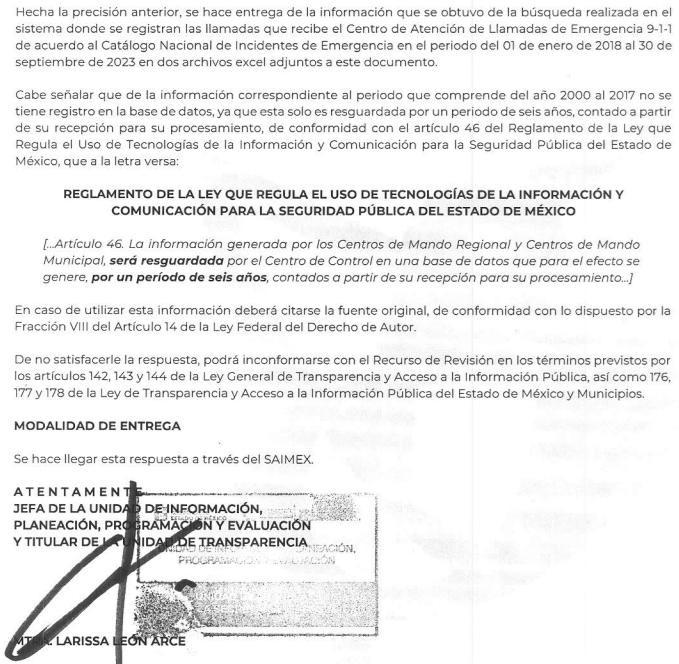 Hecha la precisión anterior, se hace entrega de la información que se obtuvo de la búsqueda realizada en el
sistema donde se registran las llamadas que recibe el Centro de Atención de Llamadas de Emergencia 9-1-1
de acuerdo al Catálogo Nacional de Incidentes de Emergencia en el periodo del 01 de enero de 2018 al 30 de
septiembre de 2023 en dos archivos excel adjuntos a este documento.
Cabe señalar que de la información correspondiente al periodo que comprende del año 2000 al 2017 no se
tiene registro en la base de datos, ya que esta solo es resguardada por un periodo de seis años, contado a partir
de su recepción para su procesamiento, de conformidad con el artículo 46 del Reglamento de la Ley que
Regula el Uso de Tecnologías de la Información y Comunicación para la Seguridad Pública del Estado de
México, que a la letra versa:
REGLAMENTO DE LA LEY QUE REGULA EL USO DE TECNOLOGÍAS DE LA INFORMACIÓN Y
COMUNICACIÓN PARA LA SEGURIDAD PÚBLICA DEL ESTADO DE MÉXICO
[...Artículo 46. La información generada por los Centros de Mando Regional y Centros de Mando
Municipal, será resguardada por el Centro de Control en una base de datos que para el efecto se
genere, por un período de seis años, contados a partir de su recepción para su procesamiento...]
En caso de utilizar esta información deberá citarse la fuente original, de conformidad con lo dispuesto por la
Fracción VIII del Artículo 14 de la Ley Federal del Derecho de Autor.
De no satisfacerle la respuesta, podrá inconformarse con el Recurso de Revisión en los términos previstos por
los artículos 142, 143 y 144 de la Ley General de Transparencia y Acceso a la Información Pública, así como 176,
177 y 178 de la Ley de Transparencia y Acceso a la Información Pública del Estado de México y Municipios.
MODALIDAD DE ENTREGA
Se hace llegar esta respuesta a través del SAIMEX.
A T E N T A M E N T E
JEFA DE LA UNIDAD DE INFORMACIÓN,
PLANEACIÓN, PROGRAMACIÓN Y EVALUACIÓN
Y TITULAR DE LA UNIDAD DE TRANSPARENCIA
UNIDAD DE
PROGRAMACIÓN Y EVALUACIÓN
LARISSA LEÓN ARCE